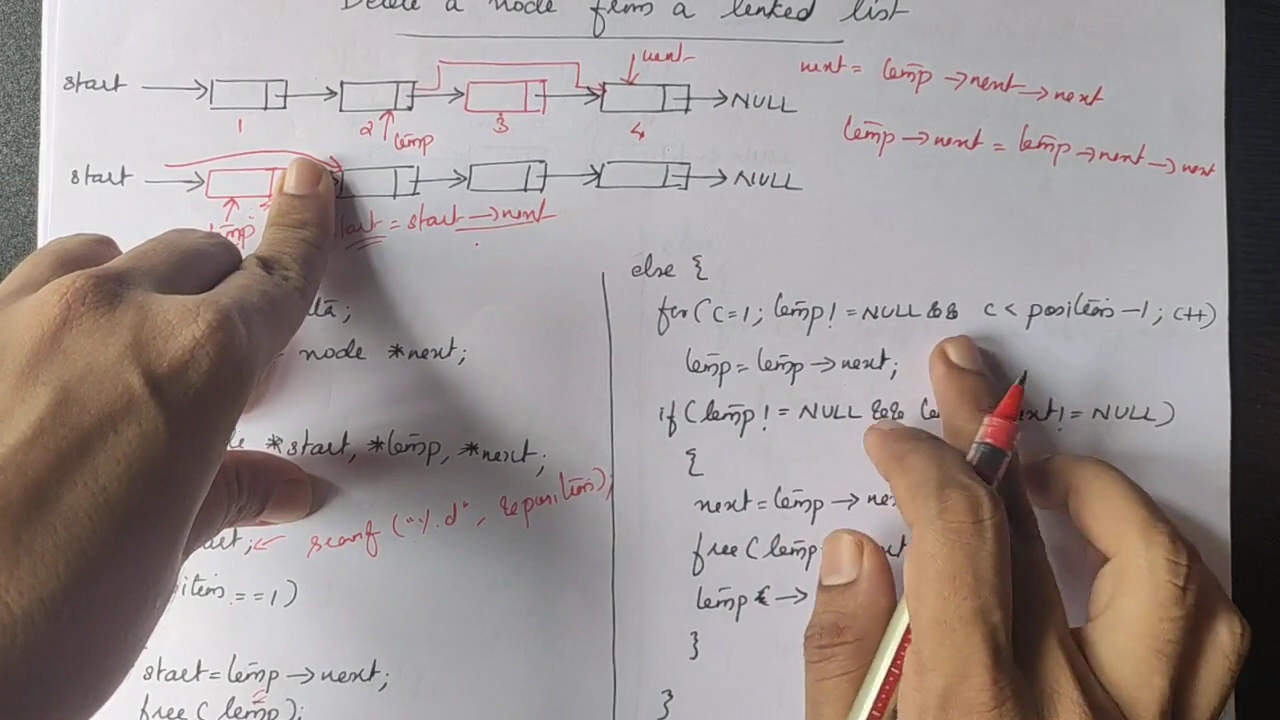 Delete a node from a linked list
next
start NULL
next = temp → next → next
1 2 temp 3 4
temp → next = temp → next → next
start NULL
temp = start → next
else {
for (c=1; temp! = NULL && c < position -1; c++)
node *next;
temp = temp → next;
if (temp! = NULL && != NULL)
*start, *temp, *next;
{
scanf ("%d", &position);
next = temp →
free (temp
==1)
temp →
}
start = temp → next;
free (temp);
}